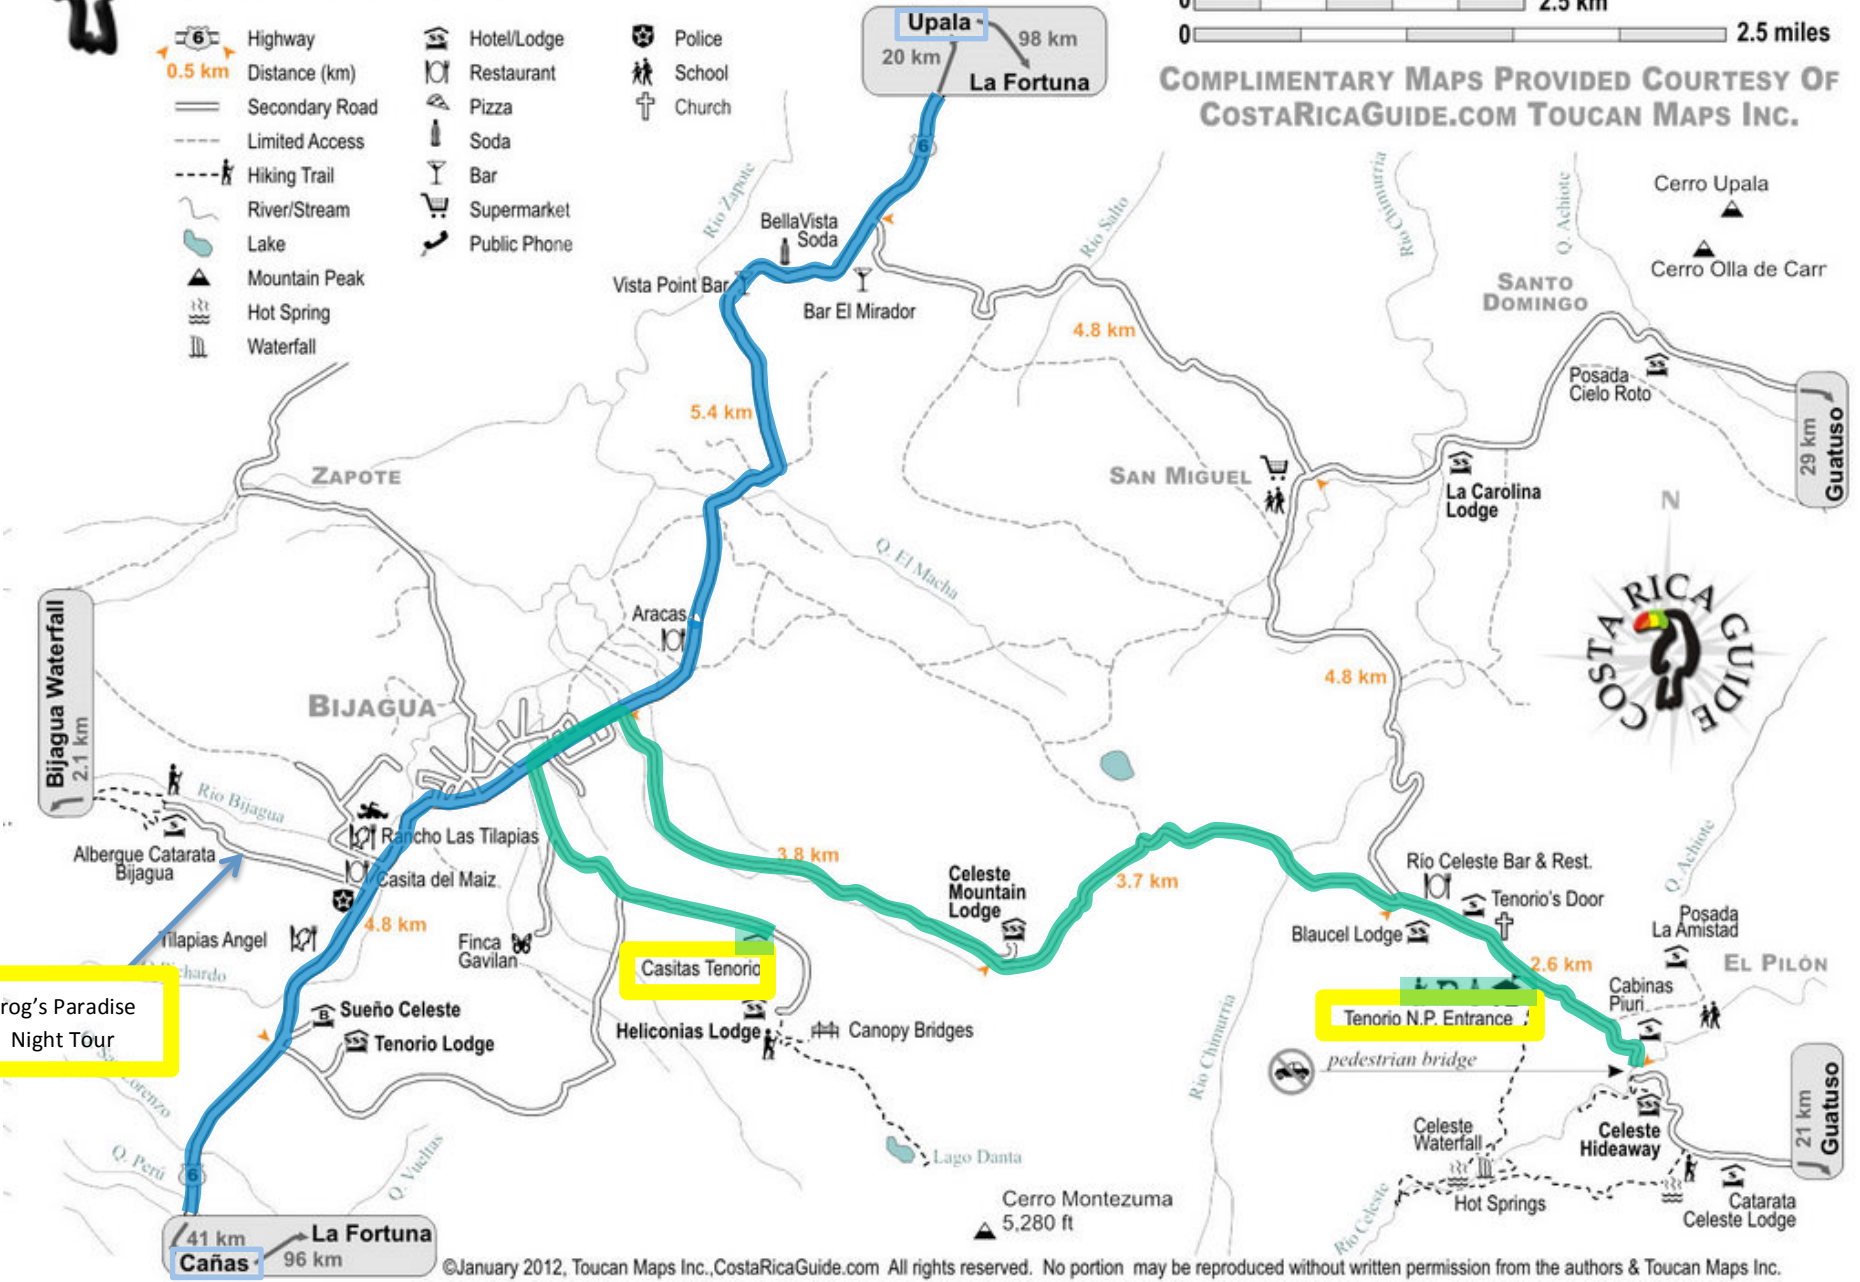 6
Highway
0.5 km
Distance (km)
Secondary Road
Limited Access
Hiking Trail
River/Stream
Lake
Mountain Peak
Hot Spring
Waterfall
Hotel/Lodge
Restaurant
Pizza
Soda
Bar
Supermarket
Public Phone
Police
School
Church
Upala
20 km
98 km
La Fortuna
0
2.5 km
0
2.5 miles
COMPLIMENTARY MAPS PROVIDED COURTESY OF
COSTARICAGUIDE.COM TOUCAN MAPS INC.
6
Río Zapote
BellaVista
Soda
Vista Point Bar
Bar El Mirador
Río Salto
Río Chimurria
Q. Achiote
Cerro Upala
Cerro Olla de Carr
SANTO
DOMINGO
4.8 km
Posada
Cielo Roto
29 km
Guatuso
5.4 km
ZAPOTE
SAN MIGUEL
La Carolina
Lodge
N
COSTA RICA GUIDE
Q. El Macha
Aracas
Bijagua Waterfall
2.1 km
BIJAGUA
4.8 km
Río Bijagua
Rancho Las Tilapias
Albergue Catarata
Bijagua
Casita del Maiz
3.8 km
Celeste
Mountain
Lodge
3.7 km
Río Celeste Bar & Rest.
Tenorio's Door
Q. Achiote
Blaucel Lodge
Posada
La Amistad
4.8 km
Tilapias Angel
Finca
Gavilan
Casitas Tenorio
2.6 km
EL PILÓN
Cabinas
Piuri
rog's Paradise
Night Tour
Sueño Celeste
B
Tenorio Lodge
Heliconias Lodge
Canopy Bridges
Tenorio N.P. Entrance
pedestrian bridge
Río Chimurria
21 km
Guatuso
Celeste
Waterfall
Celeste
Hideaway
Q. Perú
Q. Vueltas
Lago Danta
Hot Springs
Río Celeste
Catarata
Celeste Lodge
6
Cerro Montezuma
5,280 ft
41 km
Cañas
La Fortuna
96 km
©January 2012, Toucan Maps Inc.,CostaRicaGuide.com All rights reserved. No portion may be reproduced without written permission from the authors & Toucan Maps Inc.